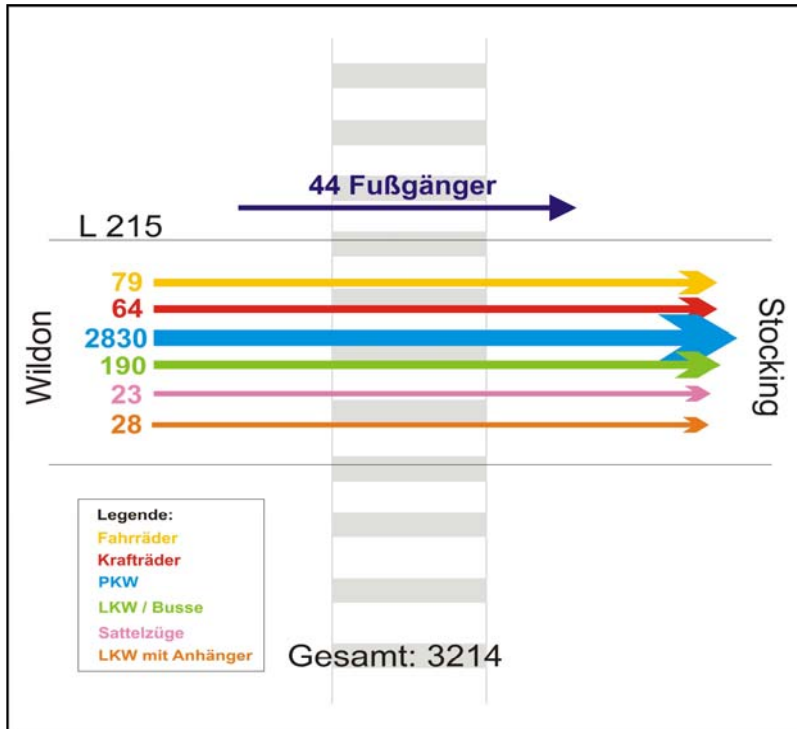 44 Fußgänger
L 215
Wildon
79
64
2830
190
23
28
Stocking
Legende:
Fahrräder
Krafträder
PKW
LKW / Busse
Sattelzüge
LKW mit Anhänger
Gesamt: 3214